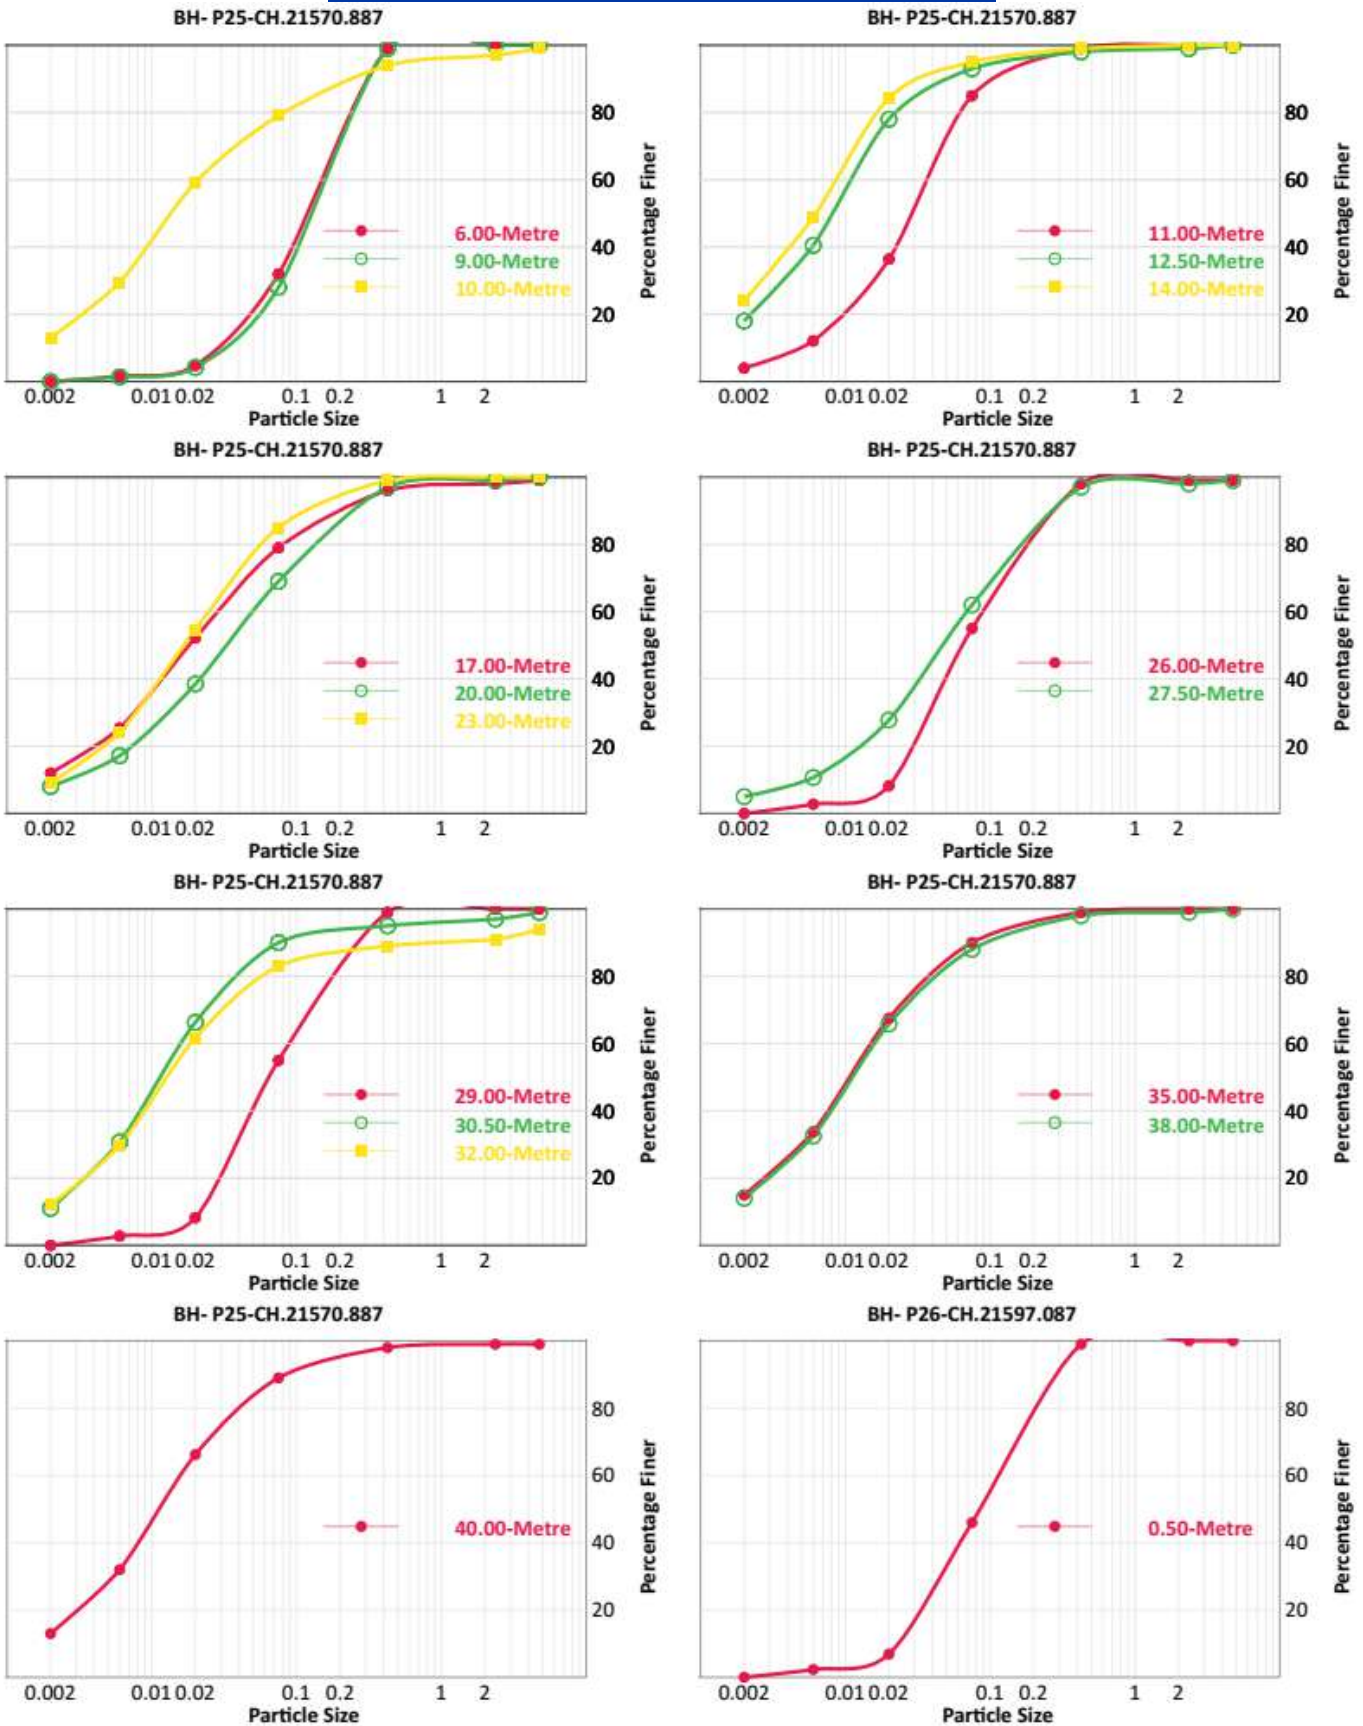 BH- P25-CH.21570.887
80
60
40
20
Percentage Finer
6.00-Metre
9.00-Metre
10.00-Metre
0.002 0.01 0.02 0.1 0.2 1 2
Particle Size
BH- P25-CH.21570.887
80
60
40
20
Percentage Finer
11.00-Metre
12.50-Metre
14.00-Metre
0.002 0.01 0.02 0.1 0.2 1 2
Particle Size
BH- P25-CH.21570.887
80
60
40
20
Percentage Finer
17.00-Metre
20.00-Metre
23.00-Metre
0.002 0.01 0.02 0.1 0.2 1 2
Particle Size
BH- P25-CH.21570.887
80
60
40
20
Percentage Finer
26.00-Metre
27.50-Metre
0.002 0.01 0.02 0.1 0.2 1 2
Particle Size
BH- P25-CH.21570.887
80
60
40
20
Percentage Finer
29.00-Metre
30.50-Metre
32.00-Metre
0.002 0.01 0.02 0.1 0.2 1 2
Particle Size
BH- P25-CH.21570.887
80
60
40
20
Percentage Finer
35.00-Metre
38.00-Metre
0.002 0.01 0.02 0.1 0.2 1 2
Particle Size
BH- P25-CH.21570.887
80
60
40
20
Percentage Finer
40.00-Metre
0.002 0.01 0.02 0.1 0.2 1 2
Particle Size
BH- P26-CH.21597.087
80
60
40
20
Percentage Finer
0.50-Metre
0.002 0.01 0.02 0.1 0.2 1 2
Particle Size